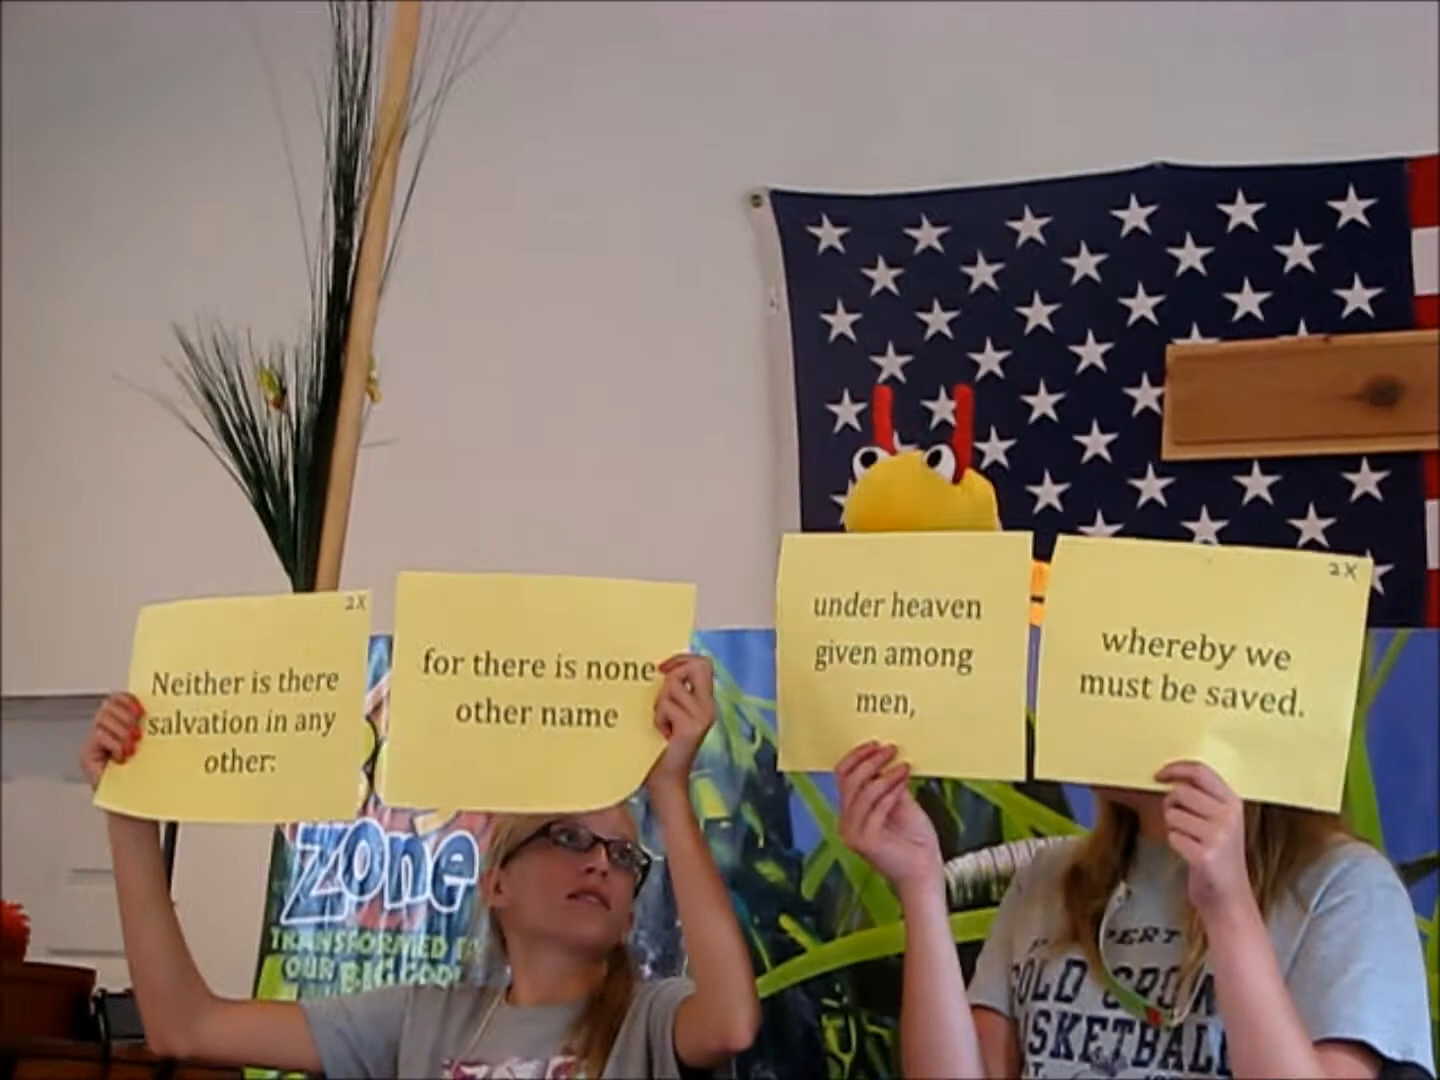 2X
Neither is there
salvation in any
other:
for there is none
other name
under heaven
given among
men,
2X
whereby we
must be saved.
zone
TRANSFORMED
OUR BIG GOD!
BASKETBALL